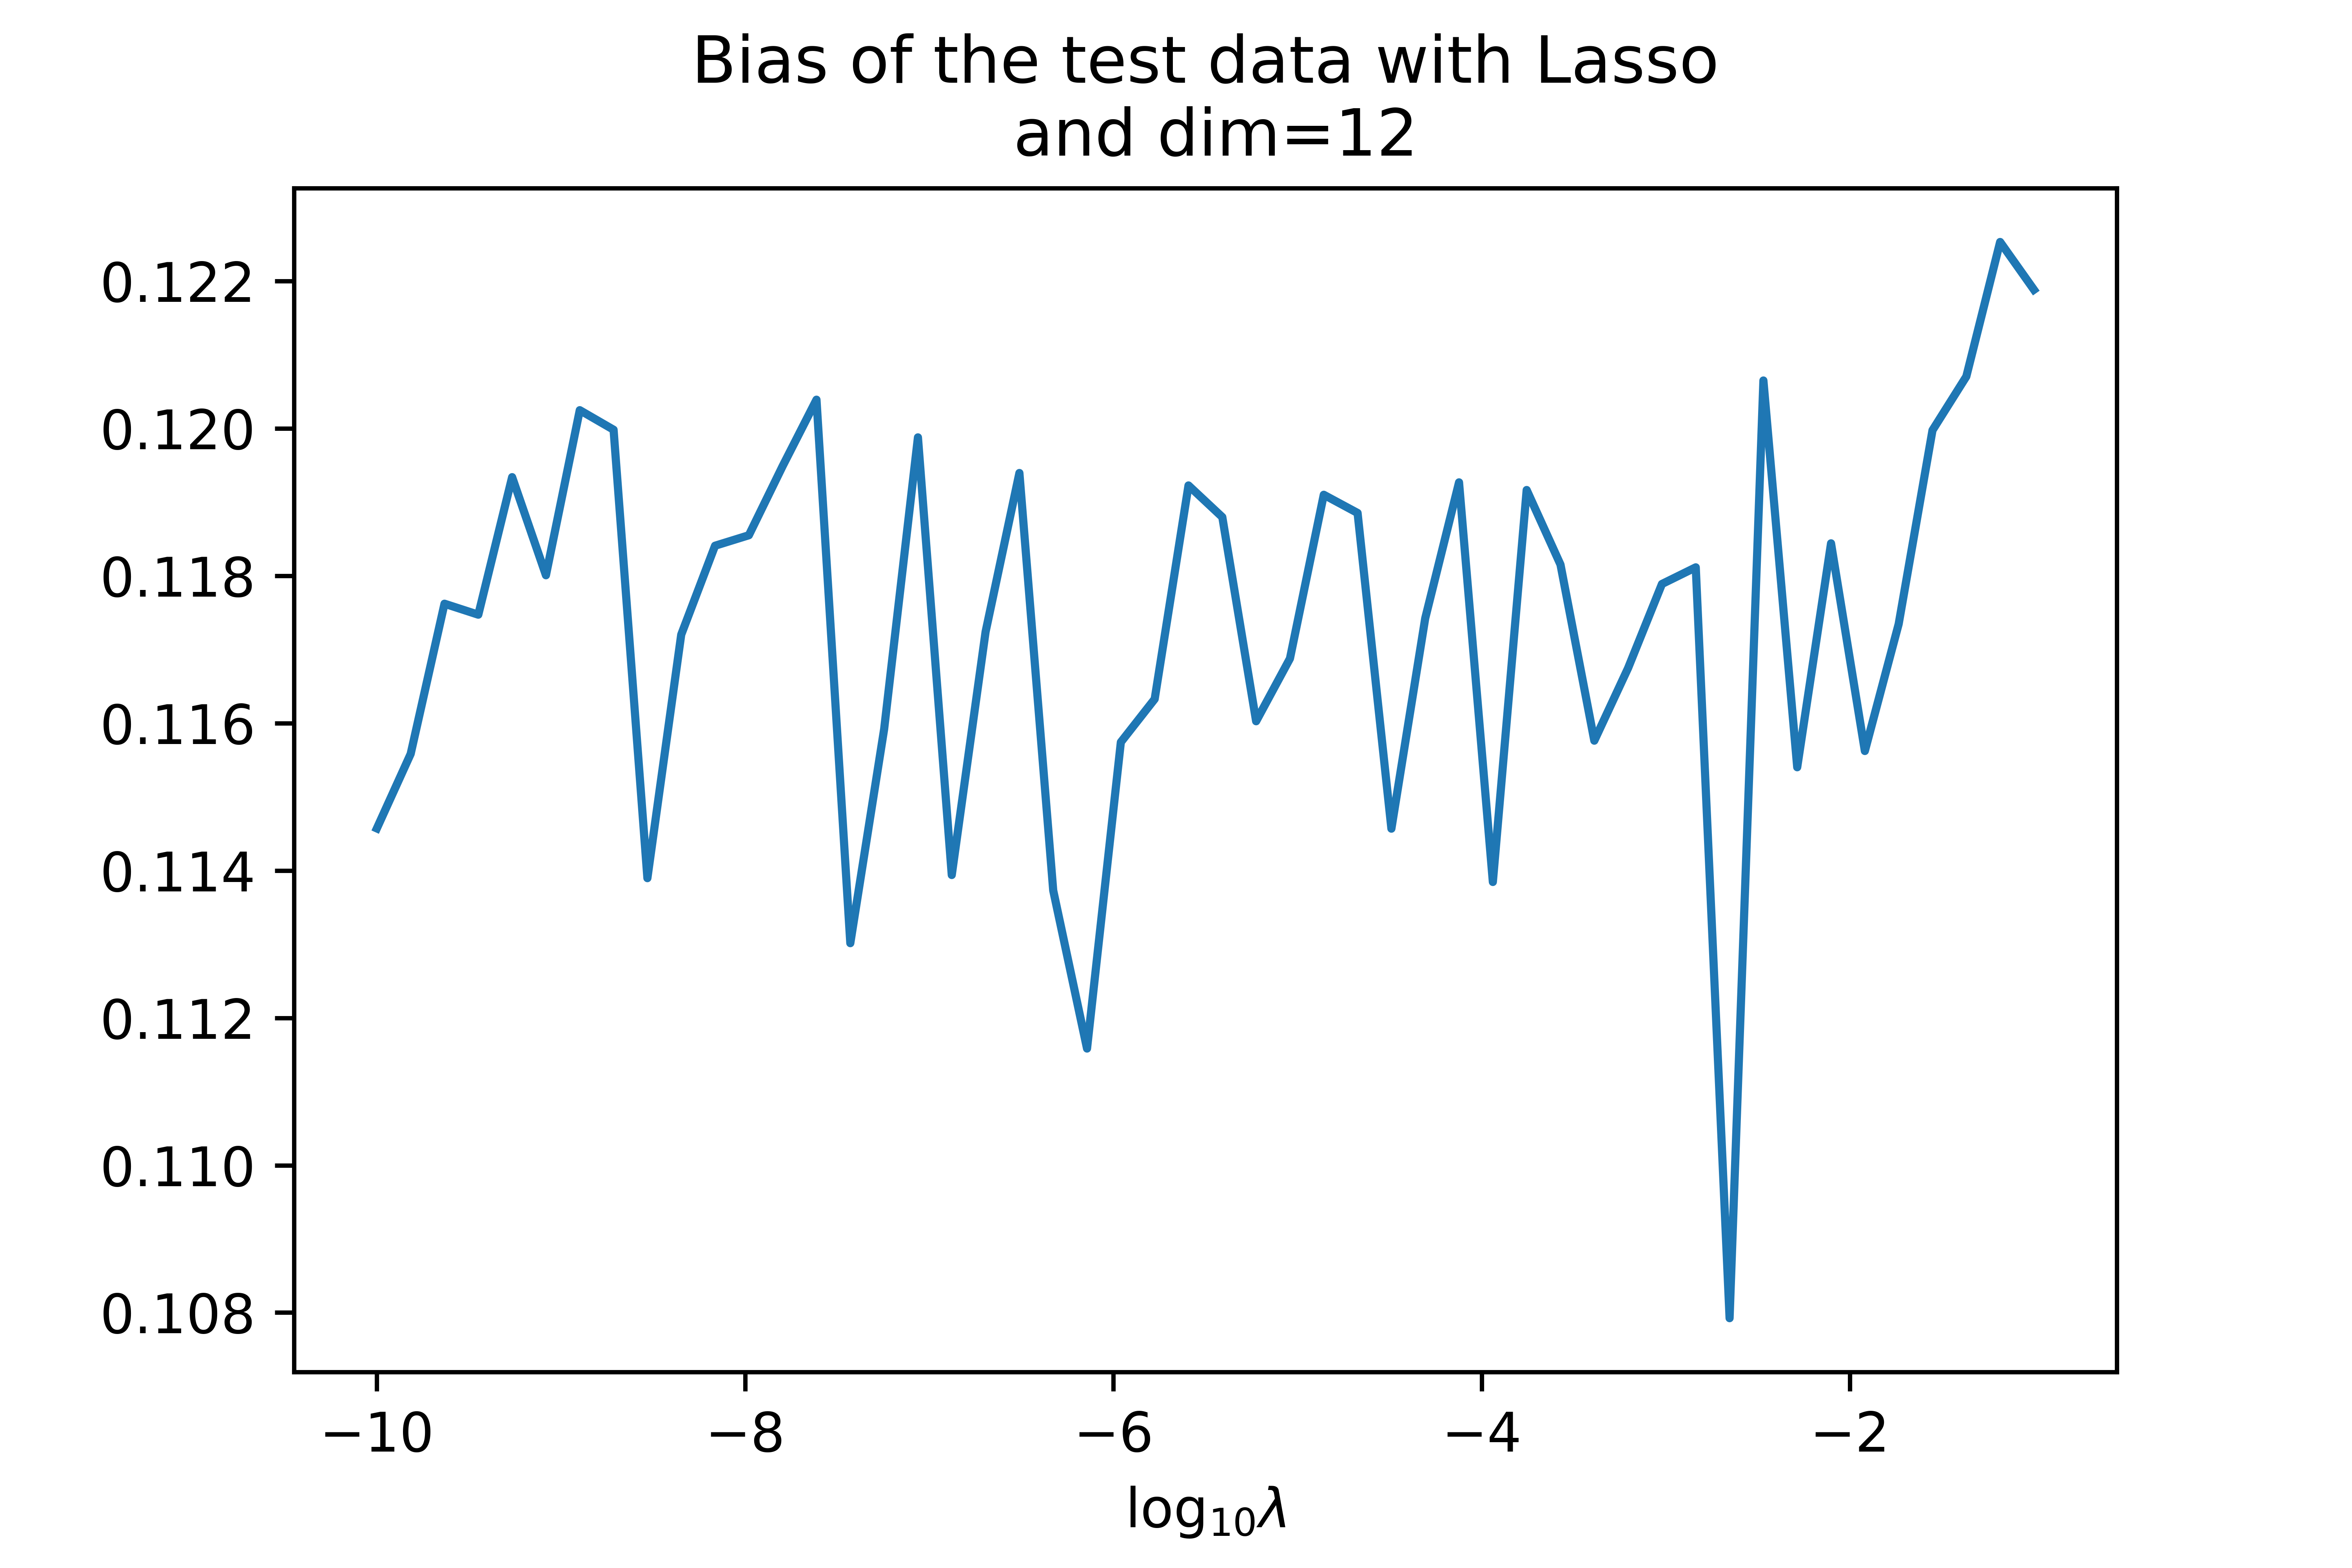 Bias of the test data with Lasso
and dim=12
0.122
0.120
0.118
0.116
0.114
0.112
0.110
0.108
−10 −8 −6 −4 −2
log₁₀λ